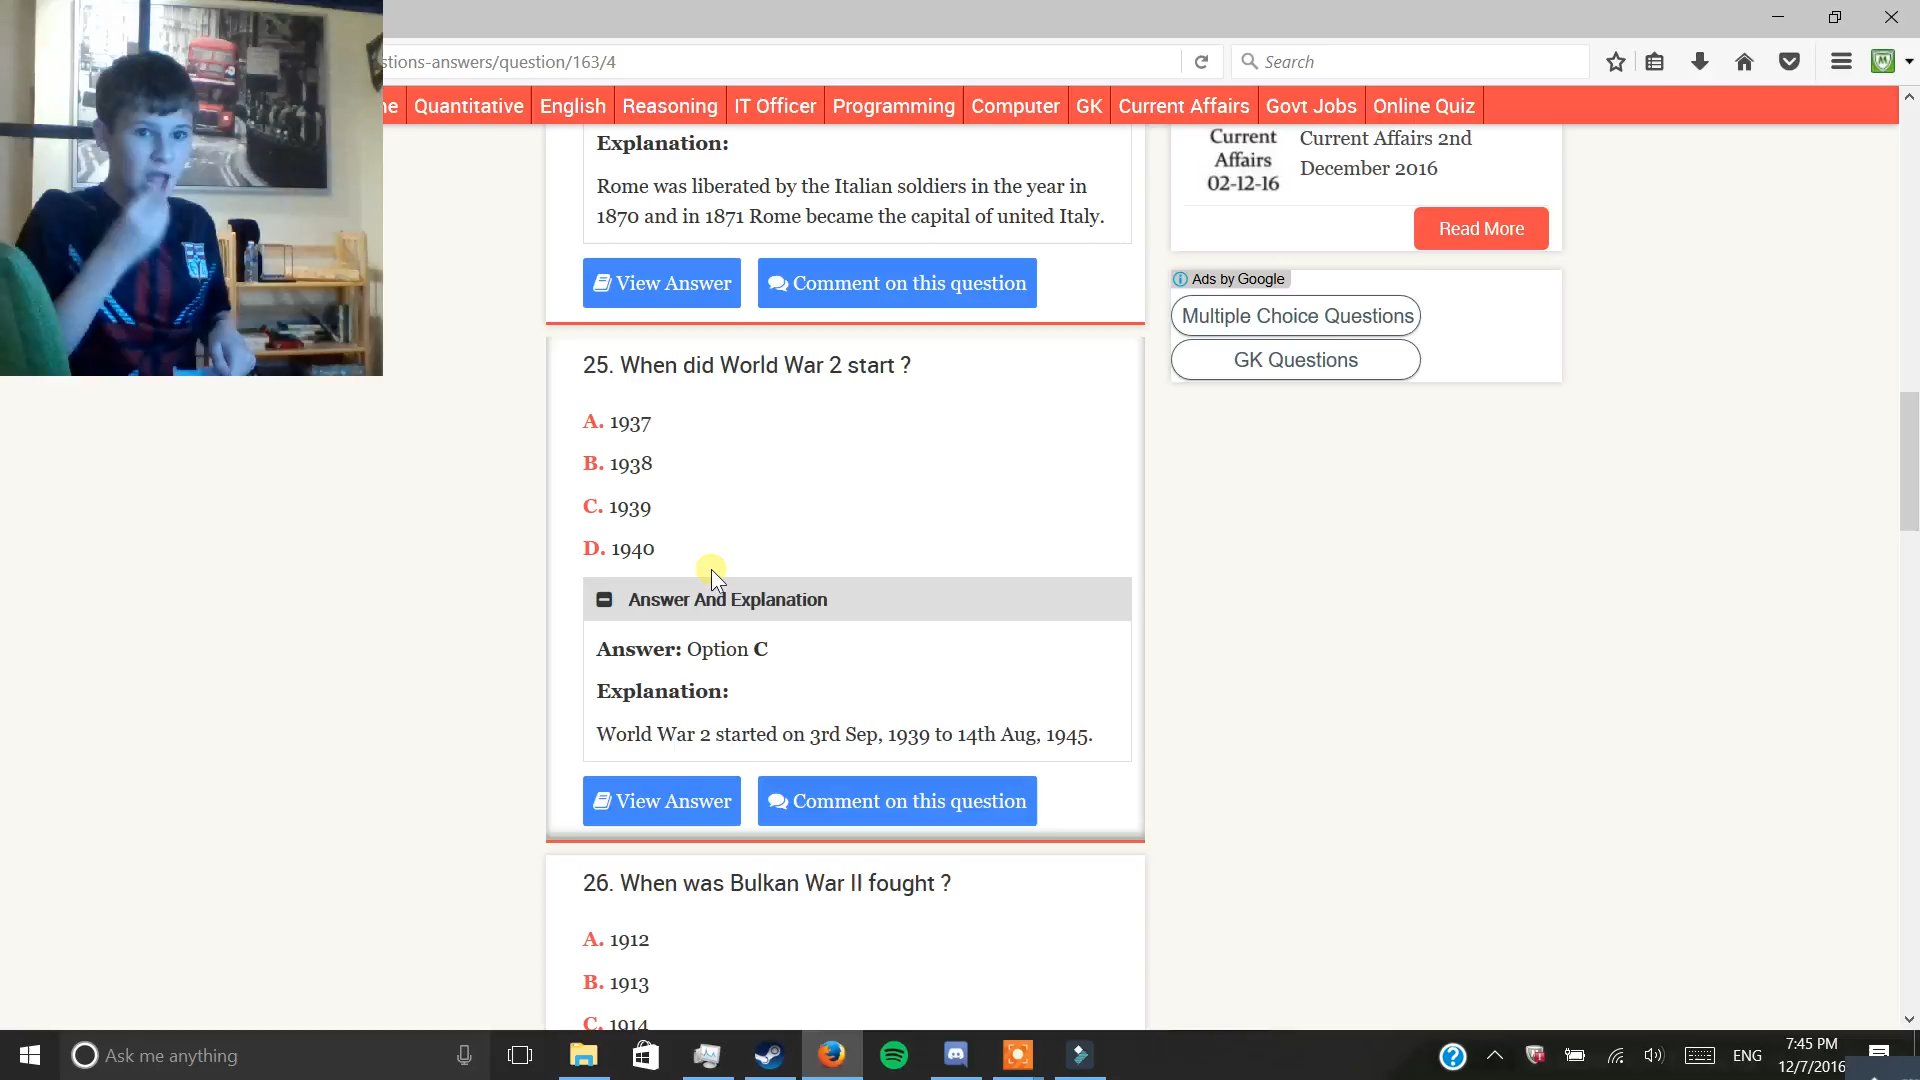 stions-answers/question/163/4
Search
ne Quantitative English Reasoning IT Officer Programming Computer GK Current Affairs Govt Jobs Online Quiz
Explanation:
Rome was liberated by the Italian soldiers in the year in
1870 and in 1871 Rome became the capital of united Italy.
View Answer Comment on this question
Current
Affairs
02-12-16
Current Affairs 2nd
December 2016
Read More
Ads by Google
Multiple Choice Questions
GK Questions
25. When did World War 2 start ?
A. 1937
B. 1938
C. 1939
D. 1940
Answer And Explanation
Answer: Option C
Explanation:
World War 2 started on 3rd Sep, 1939 to 14th Aug, 1945.
View Answer Comment on this question
26. When was Bulkan War II fought ?
A. 1912
B. 1913
C. 1914
Ask me anything
ENG
7:45 PM
12/7/2016